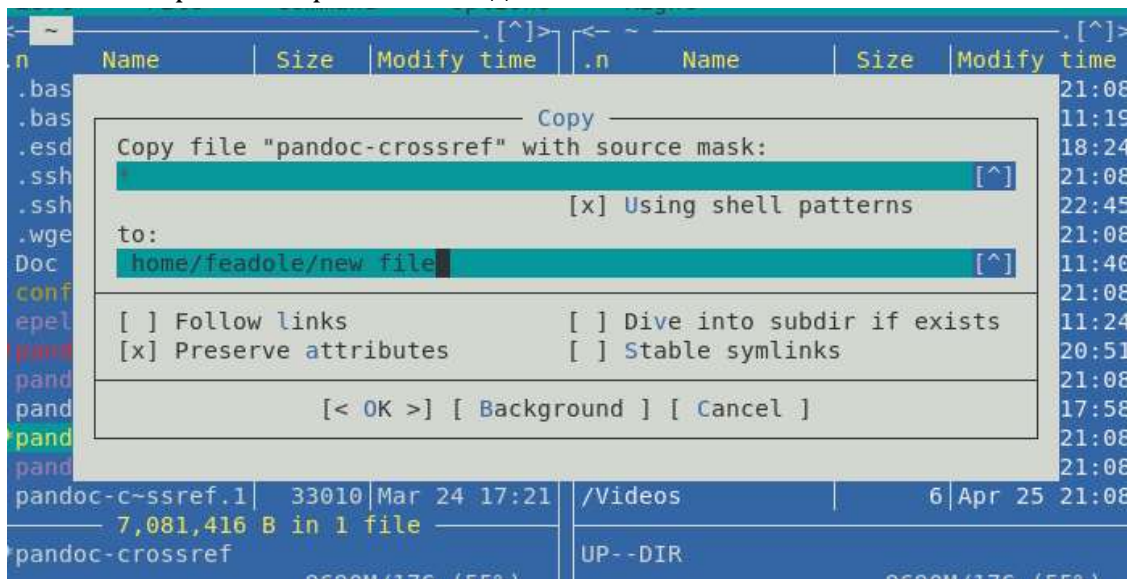 <- ~ .[^]> <- ~ .[^]>
.n Name Size Modify time .n Name Size Modify time
.bas 21:08
.bas Copy 11:19
.esd Copy file "pandoc-crossref" with source mask: 18:24
.ssh * [^] 21:08
.ssh [x] Using shell patterns 22:45
.wge to: 21:08
Doc home/feadole/new file [^] 11:40
conf 21:08
epel [ ] Follow links [ ] Dive into subdir if exists 11:24
*pand [x] Preserve attributes [ ] Stable symlinks 20:51
pand 21:08
pand [< OK >] [ Background ] [ Cancel ] 17:58
*pand 21:08
pand 21:08
pandoc-c~ssref.1 33010 Mar 24 17:21 /Videos 6 Apr 25 21:08
7,081,416 B in 1 file
*pandoc-crossref UP--DIR